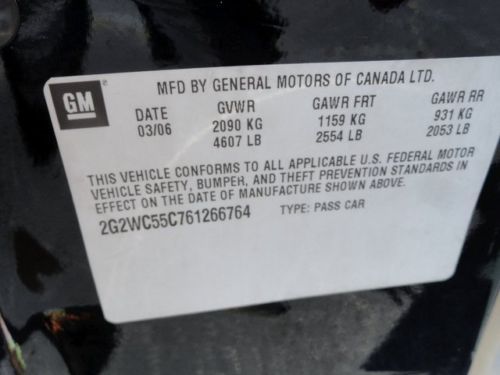 MFD BY GENERAL MOTORS OF CANADA LTD.
GM
DATE GVWR GAWR FRT GAWR RR
03/06 2090 KG 1159 KG 931 KG
4607 LB 2554 LB 2053 LB
THIS VEHICLE CONFORMS TO ALL APPLICABLE U.S. FEDERAL MOTOR
VEHICLE SAFETY, BUMPER, AND THEFT PREVENTION STANDARDS IN
EFFECT ON THE DATE OF MANUFACTURE SHOWN ABOVE.
2G2WC55C761266764 TYPE: PASS CAR